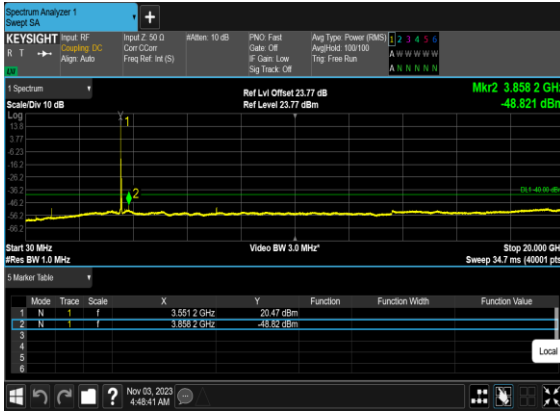 Spectrum Analyzer 1
Swept SA
+
KEYSIGHT Input: RF Input Z: 50 Ω #Atten: 10 dB PNO: Fast Avg Type: Power (RMS) 1 2 3 4 5 6
R T Coupling: DC Corr CCorr Gate: Off Avg|Hold: 100/100 A W W W W W
Align: Auto Freq Ref: Int (S) IF Gain: Low Trig: Free Run
Sig Track: Off A N N N N N
1 Spectrum
Ref Lvl Offset 23.77 dB Mkr2 3.858 2 GHz
Scale/Div 10 dB Ref Level 23.77 dBm -48.821 dBm
Log
13.8
3.77
-6.23
-16.2
-26.2
-36.2
-46.2
-56.2
-66.2
1
2
DL1 -40.00 dBm
Start 30 MHz Video BW 3.0 MHz* Stop 20.000 GHz
#Res BW 1.0 MHz Sweep 34.7 ms (40001 pts)
5 Marker Table
Mode Trace Scale X Y Function Function Width Function Value
1 N 1 f 3.551 2 GHz 20.47 dBm
2 N 1 f 3.858 2 GHz -48.82 dBm
3
4
5
6
Local
? Nov 03, 2023
4:48:41 AM